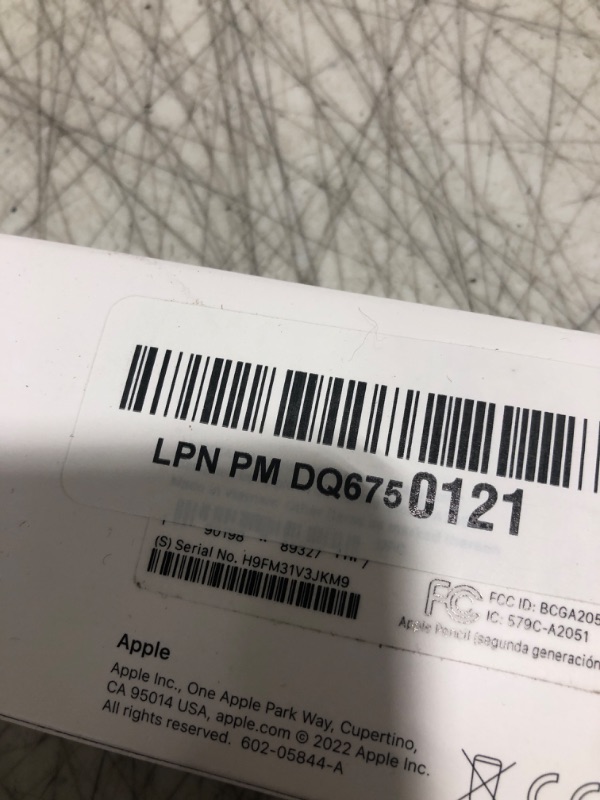 LPN PM DQ6750121
(S) Serial No. H9FM31V3JKM9
FC FCC ID: BCGA205
IC: 579C-A2051
Apple Pencil (segunda generación
Apple
Apple Inc., One Apple Park Way, Cupertino,
CA 95014 USA, apple.com © 2022 Apple Inc.
All rights reserved. 602-05844-A